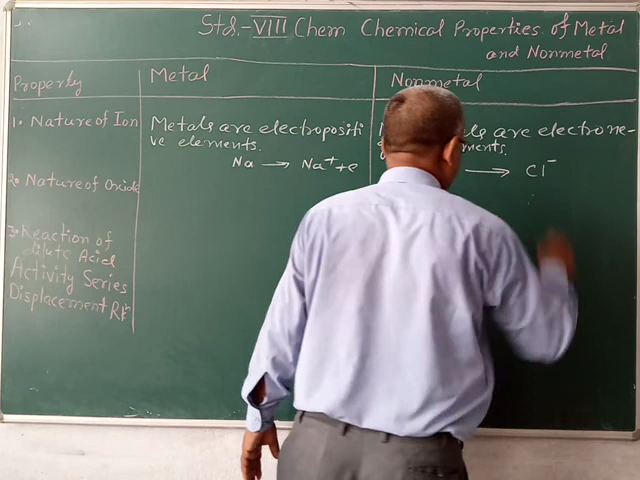 Std.-VIII Chem Chemical Properties of Metal
and Nonmetal
Property Metal Nonmetal
1. Nature of Ion Metals are electropositi are electrone-
ve elements.
Na → Na⁺+e → Cl⁻
2. Nature of Oxide
3. Reaction of
dilute Acid
Activity Series
Displacement Rxⁿ